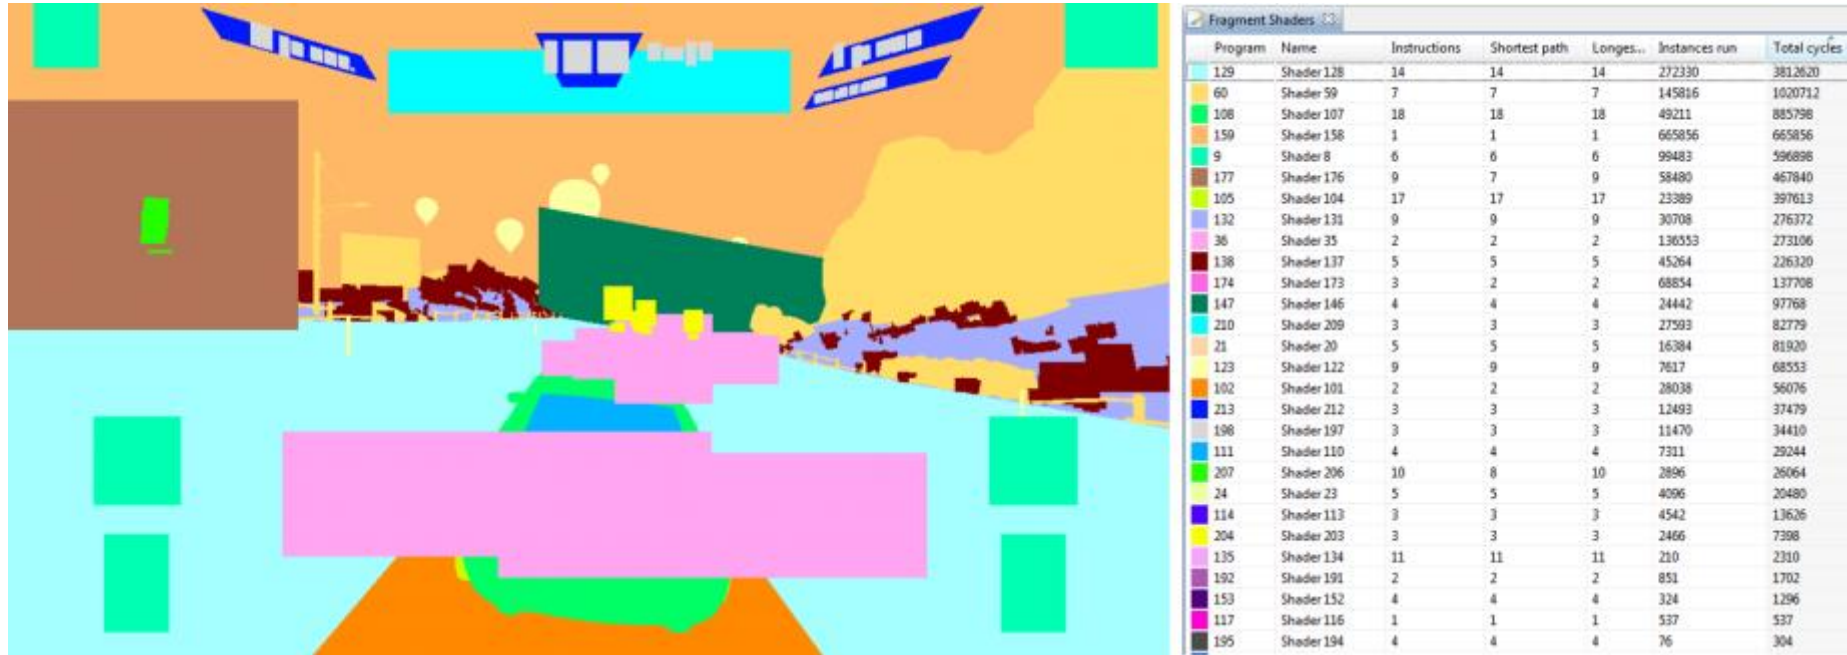 Fragment Shaders
Program Name Instructions Shortest path Longes... Instances run Total cycles
129 Shader 128 14 14 14 272330 3812620
60 Shader 59 7 7 7 145816 1020712
108 Shader 107 18 18 18 49211 885798
159 Shader 158 1 1 1 665856 665856
9 Shader 8 6 6 6 99483 596898
177 Shader 176 9 7 9 58480 467840
105 Shader 104 17 17 17 23389 397613
132 Shader 131 9 9 9 30708 276372
36 Shader 35 2 2 2 136553 273106
138 Shader 137 5 5 5 45264 226320
174 Shader 173 3 2 2 68854 137708
147 Shader 146 4 4 4 24442 97768
210 Shader 209 3 3 3 27593 82779
21 Shader 20 5 5 5 16384 81920
123 Shader 122 9 9 9 7617 68553
102 Shader 101 2 2 2 28038 56076
213 Shader 212 3 3 3 12493 37479
198 Shader 197 3 3 3 11470 34410
111 Shader 110 4 4 4 7311 29244
207 Shader 206 10 8 10 2896 26064
24 Shader 23 5 5 5 4096 20480
114 Shader 113 3 3 3 4542 13626
204 Shader 203 3 3 3 2466 7398
135 Shader 134 11 11 11 210 2310
192 Shader 191 2 2 2 851 1702
153 Shader 152 4 4 4 324 1296
117 Shader 116 1 1 1 537 537
195 Shader 194 4 4 4 76 304